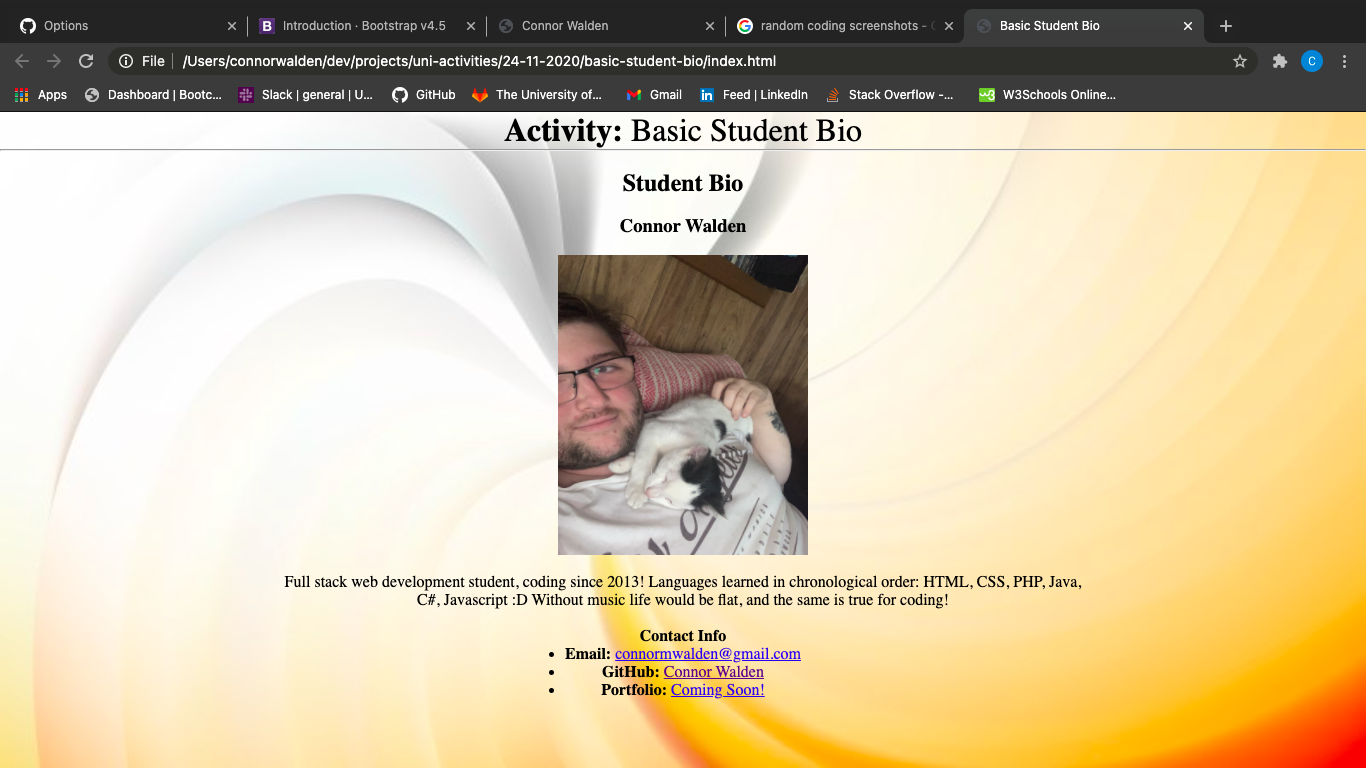 Options
Introduction · Bootstrap v4.5
Connor Walden
random coding screenshots -
Basic Student Bio
File
/Users/connorwalden/dev/projects/uni-activities/24-11-2020/basic-student-bio/index.html
C
Apps
Dashboard | Bootc...
Slack | general | U...
GitHub
The University of...
Gmail
Feed | LinkedIn
Stack Overflow -...
W3Schools Online...
Activity: Basic Student Bio
Student Bio
Connor Walden
Full stack web development student, coding since 2013! Languages learned in chronological order: HTML, CSS, PHP, Java,
C#, Javascript :D Without music life would be flat, and the same is true for coding!
Contact Info
• Email: connormwalden@gmail.com
• GitHub: Connor Walden
• Portfolio: Coming Soon!